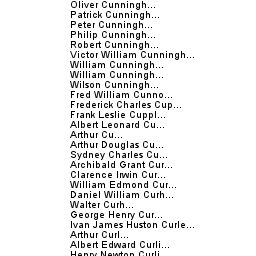 Oliver Cunningh...
Patrick Cunningh...
Peter Cunningh...
Philip Cunningh...
Robert Cunningh...
Victor William Cunningh...
William Cunningh...
William Cunningh...
Wilson Cunningh...
Fred William Cunno...
Frederick Charles Cup...
Frank Leslie Cuppl...
Albert Leonard Cu...
Arthur Cu...
Arthur Douglas Cu...
Sydney Charles Cu...
Archibald Grant Cur...
Clarence Irwin Cur...
William Edmond Cur...
Daniel William Curh...
Walter Curh...
George Henry Cur...
Ivan James Huston Curle...
Arthur Curl...
Albert Edward Curli...
Henry Newton Curli...